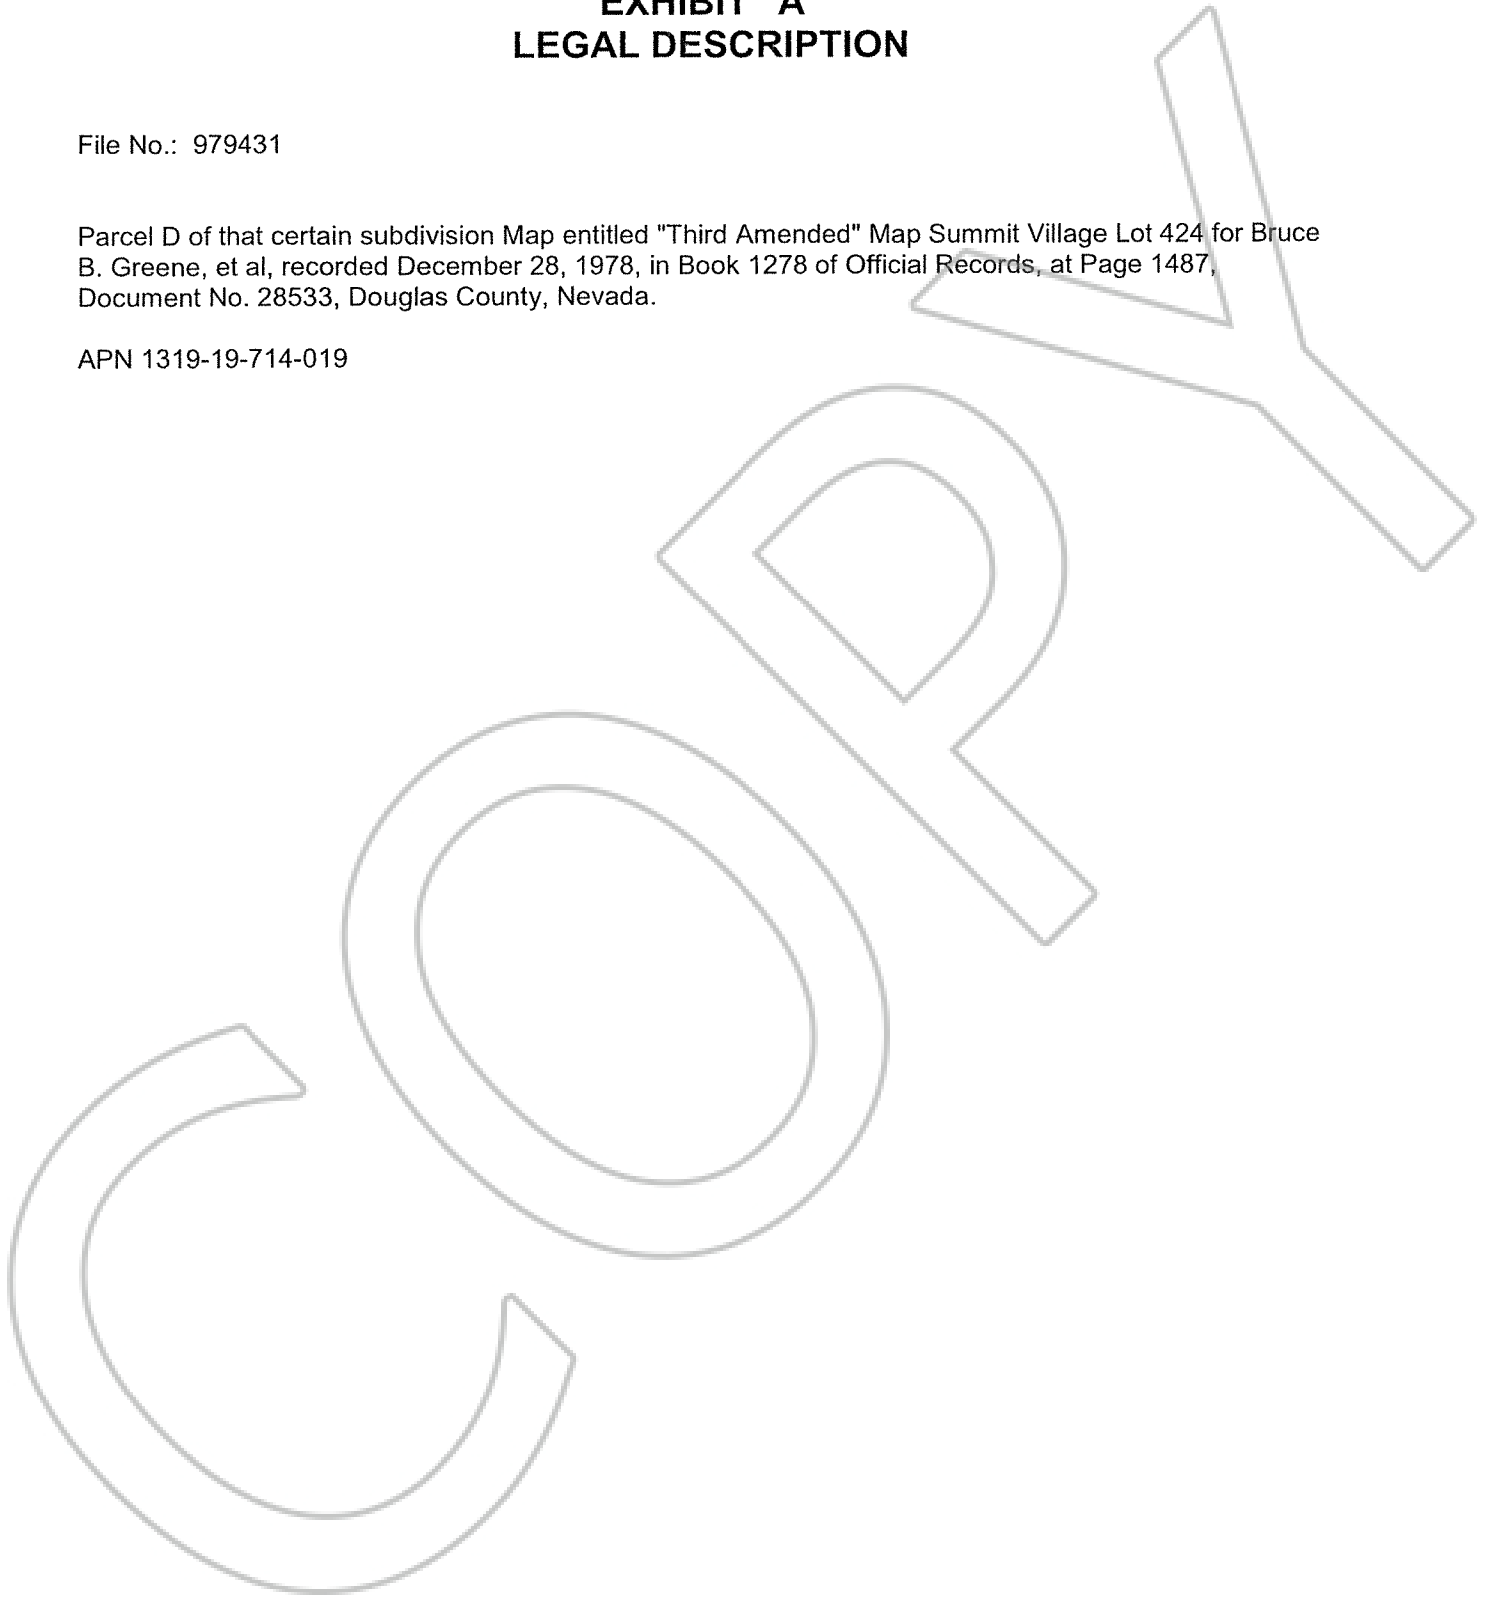 EXHIBIT "A"
LEGAL DESCRIPTION
File No.: 979431
Parcel D of that certain subdivision Map entitled "Third Amended" Map Summit Village Lot 424 for Bruce
B. Greene, et al, recorded December 28, 1978, in Book 1278 of Official Records, at Page 1487,
Document No. 28533, Douglas County, Nevada.
APN 1319-19-714-019
COPY